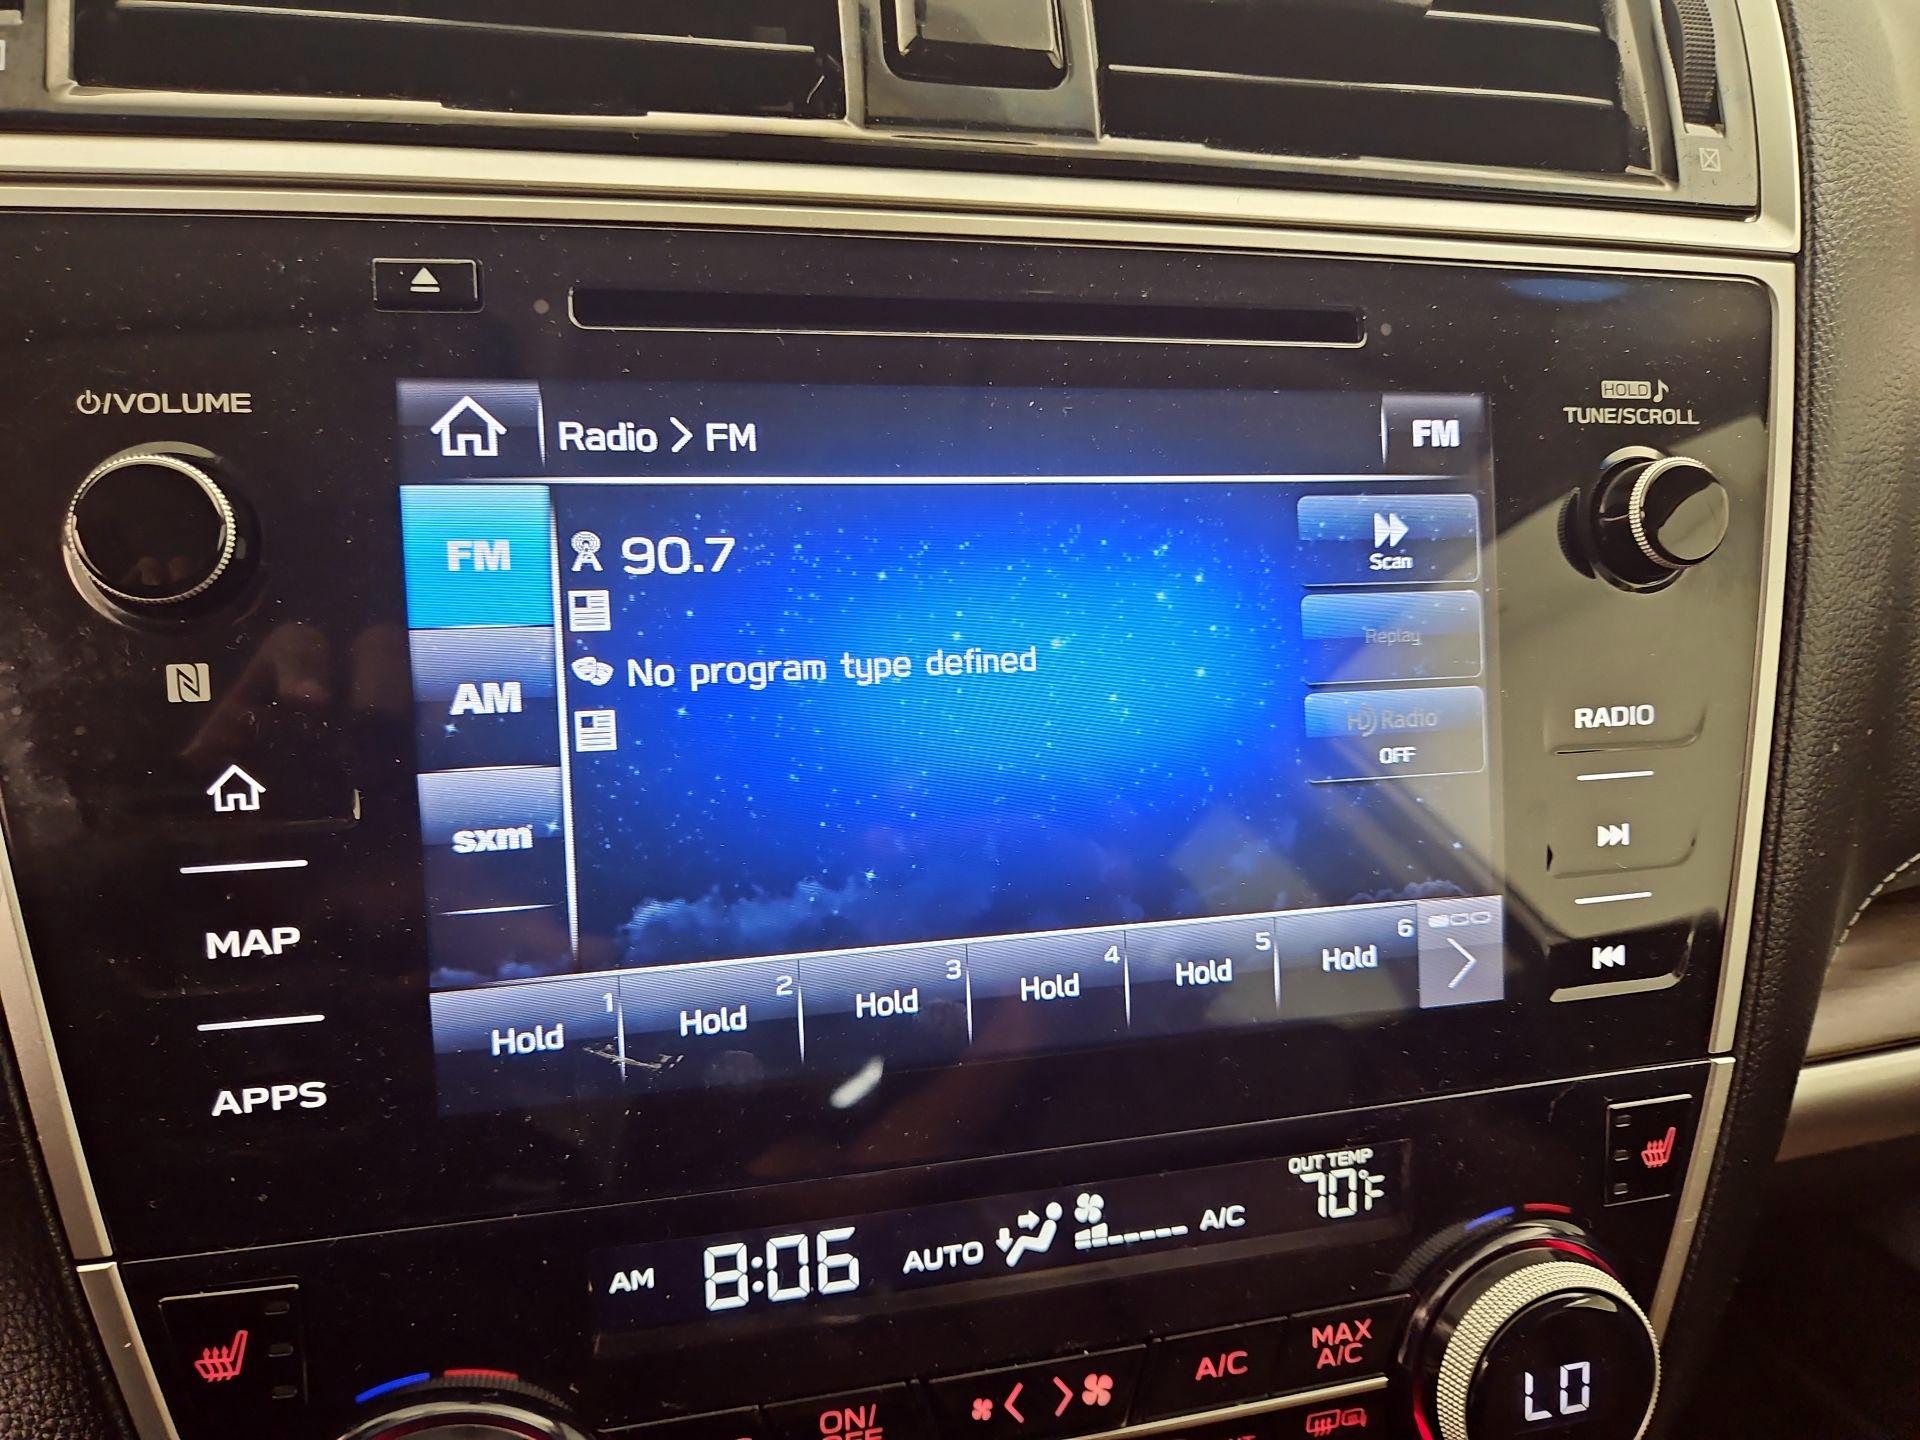 /VOLUME
HOLD
TUNE/SCROLL
Radio > FM
FM
FM
90.7
Scan
AM
No program type defined
Replay
HD Radio
OFF
sxm
RADIO
MAP
APPS
1 Hold
2 Hold
3 Hold
4 Hold
5 Hold
6 Hold
OUT TEMP
AM 8:06 AUTO A/C 70°F
MAX
A/C
A/C
ON/
OFF
LO